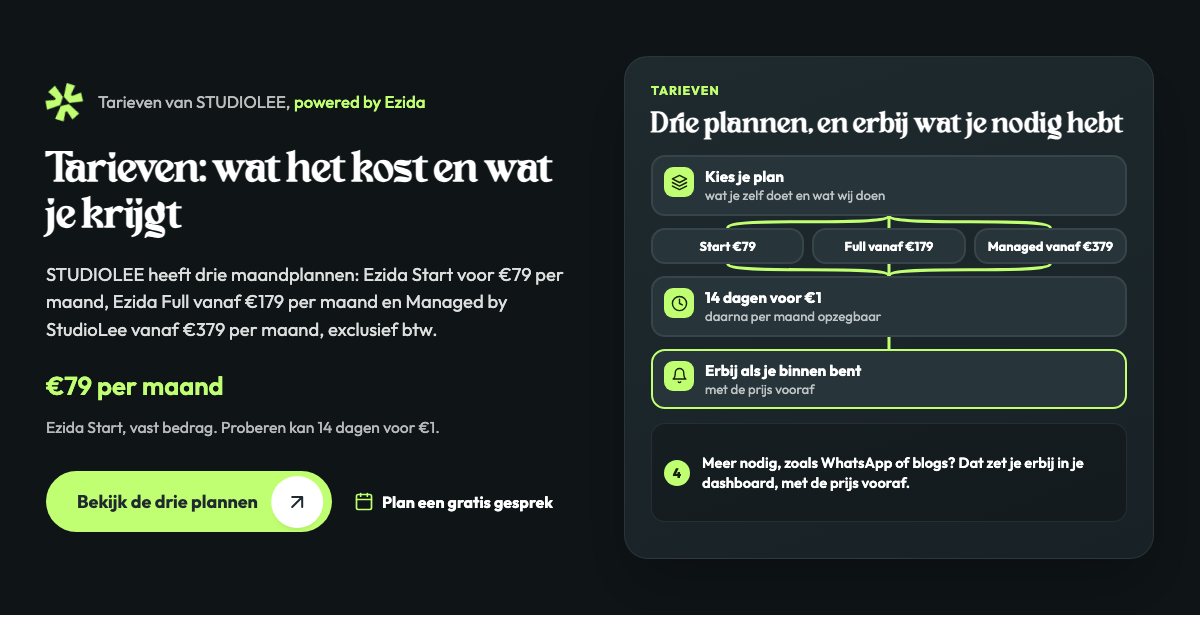 Tarieven van STUDIOLEE, powered by Ezida
Tarieven: wat het kost en wat
je krijgt
STUDIOLEE heeft drie maandplannen: Ezida Start voor €79 per
maand, Ezida Full vanaf €179 per maand en Managed by
StudioLee vanaf €379 per maand, exclusief btw.
€79 per maand
Ezida Start, vast bedrag. Proberen kan 14 dagen voor €1.
Bekijk de drie plannen
Plan een gratis gesprek
TARIEVEN
Drie plannen, en erbij wat je nodig hebt
Kies je plan
wat je zelf doet en wat wij doen
Start €79
Full vanaf €179
Managed vanaf €379
14 dagen voor €1
daarna per maand opzegbaar
Erbij als je binnen bent
met de prijs vooraf
4
Meer nodig, zoals WhatsApp of blogs? Dat zet je erbij in je
dashboard, met de prijs vooraf.